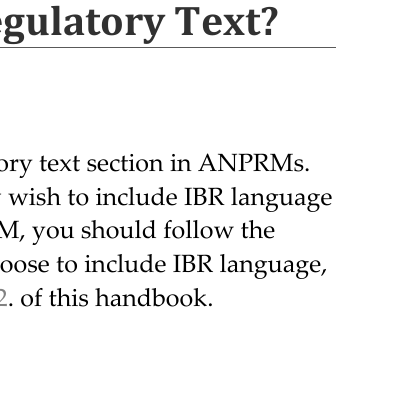 egulatory Text?
ory text section in ANPRMs.
wish to include IBR language
M, you should follow the
oose to include IBR language,
2. of this handbook.